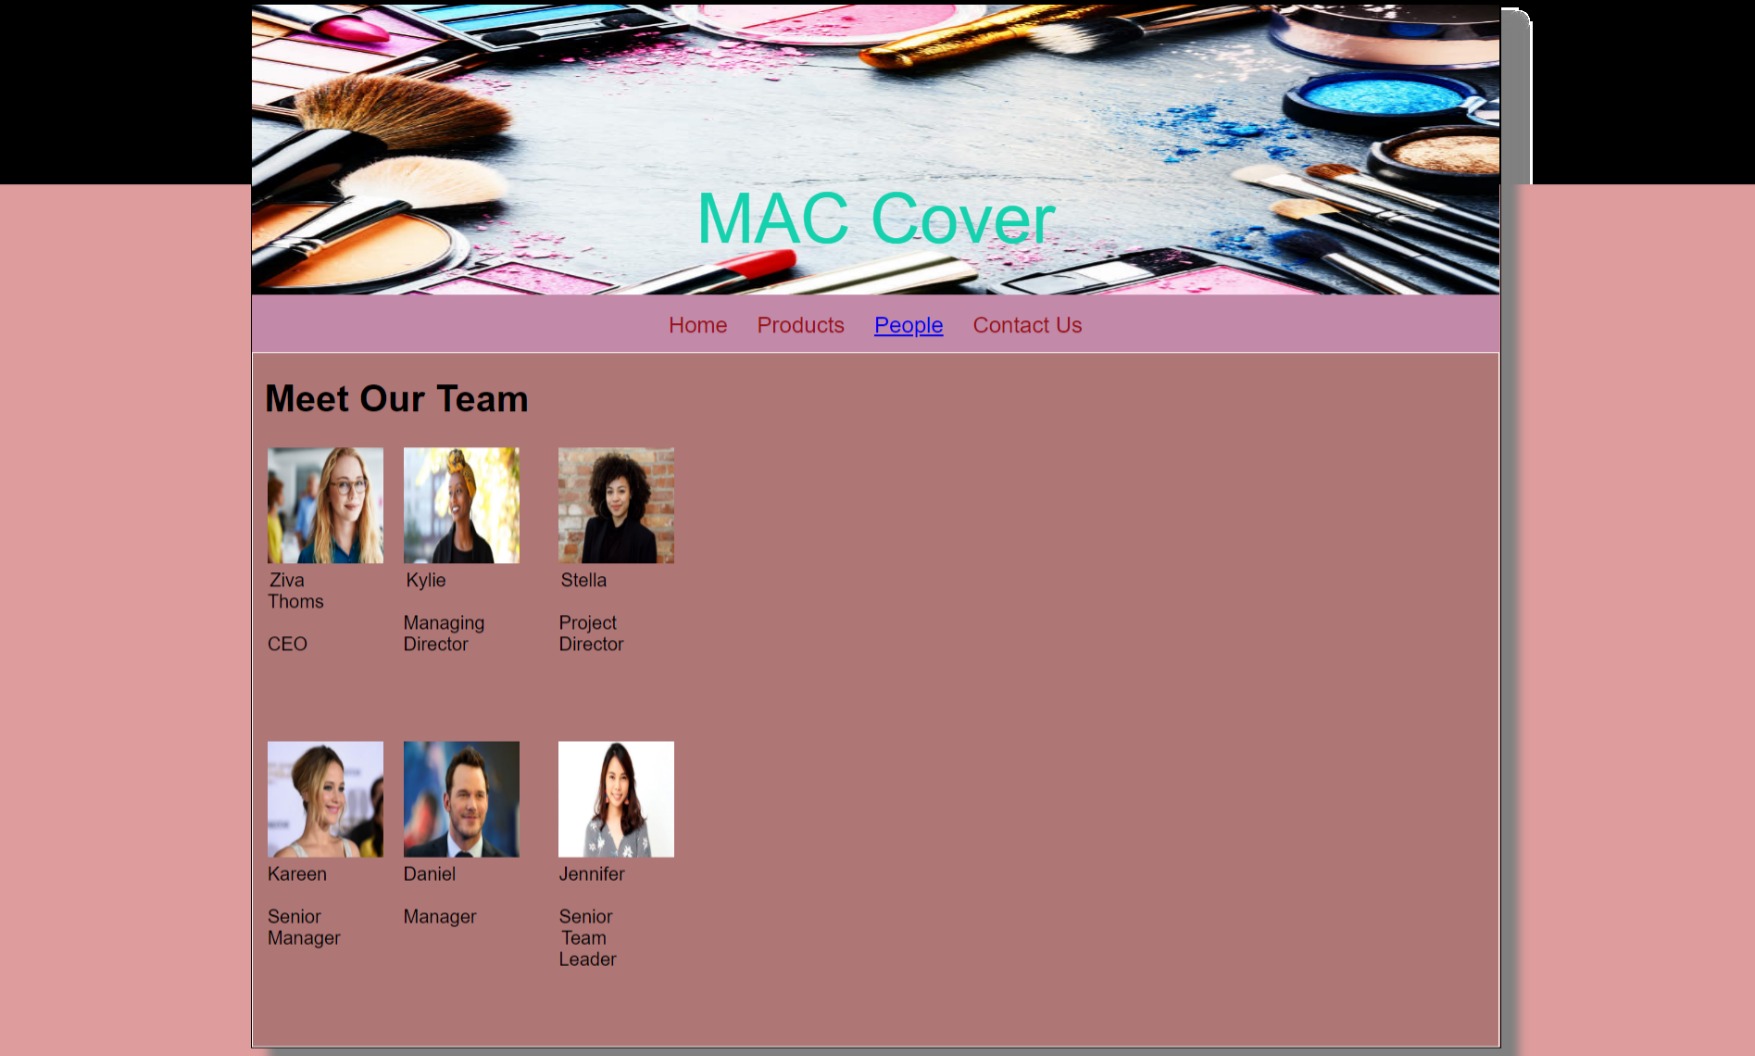 MAC Cover
Home Products People Contact Us
Meet Our Team
Ziva
Thoms
CEO
Kylie
Managing
Director
Stella
Project
Director
Kareen
Senior
Manager
Daniel
Manager
Jennifer
Senior
Team
Leader